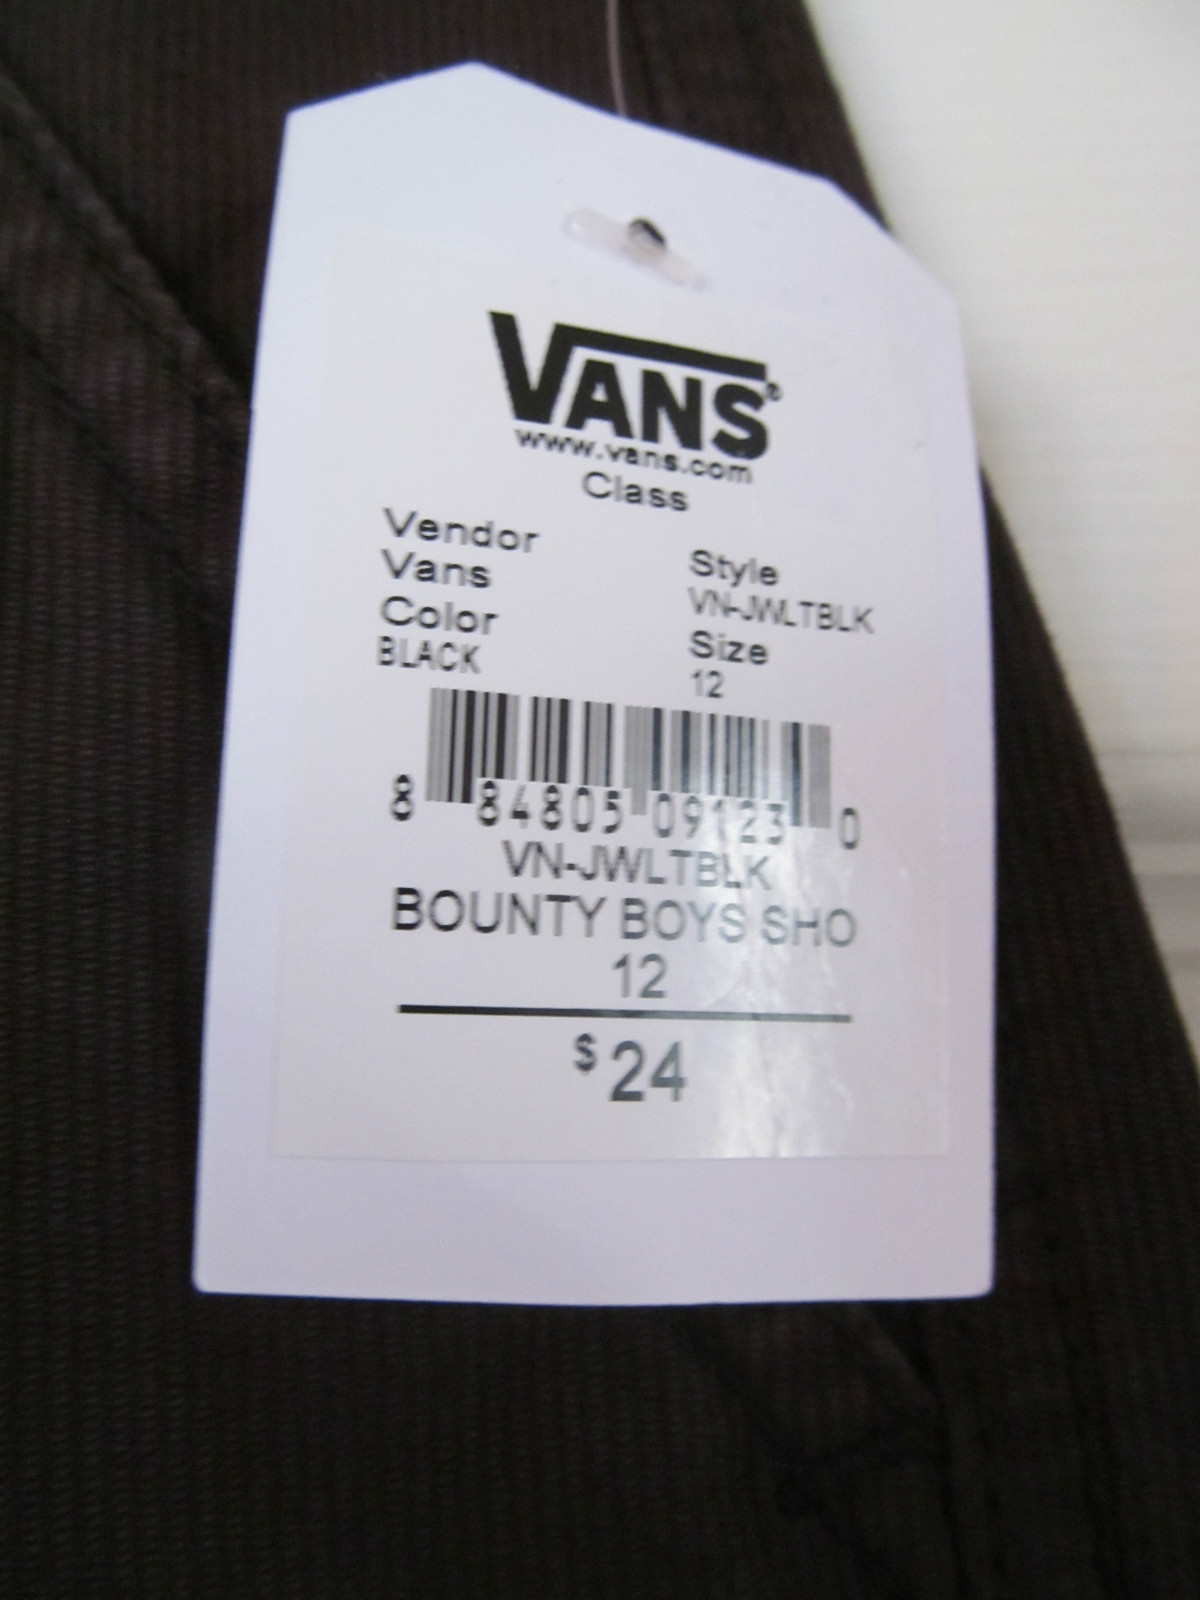 VANS®
www.vans.com
Class
Vendor
Vans
Color
BLACK
Style
VN-JWLTBLK
Size
12
8 84805 09123 0
VN-JWLTBLK
BOUNTY BOYS SHO
12
$24